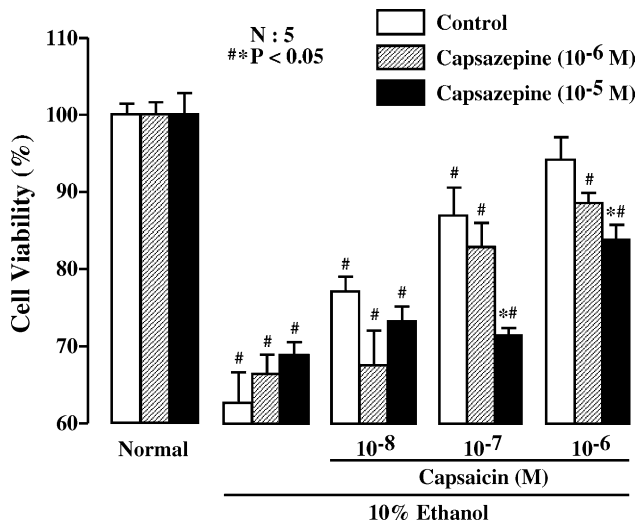 110
100
90
80
70
60
Cell Viability (%)
N : 5
#*P < 0.05
Control
Capsazepine (10-6 M)
Capsazepine (10-5 M)
# # #
# # #
# # *#
# *#
Normal
10-8 10-7 10-6
Capsaicin (M)
10% Ethanol